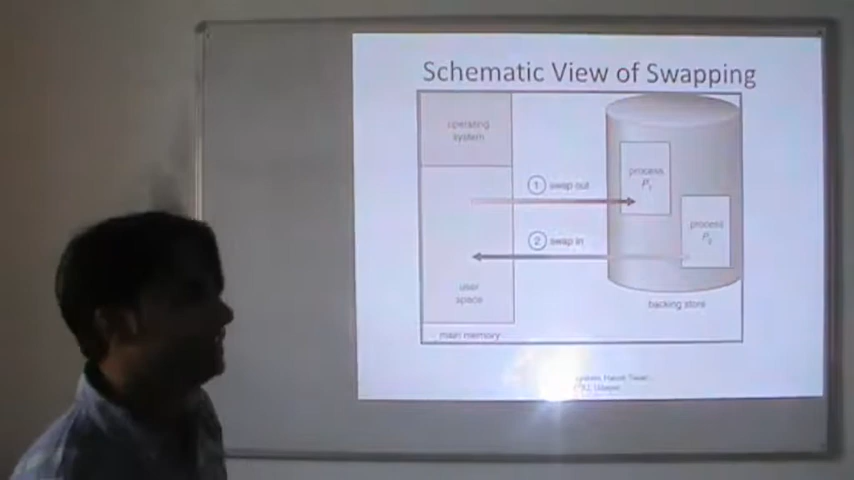 Schematic View of Swapping
operating
system
process
P1
1 swap out
process
P2
2 swap in
user
space
backing store
main memory